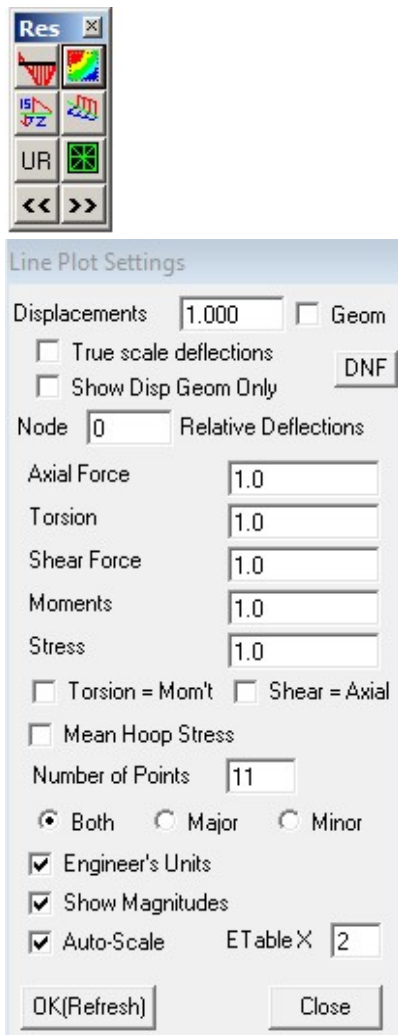 Res
15
Z
UR
<< >>
Line Plot Settings
Displacements 1.000 Geom
True scale deflections
DNF
Show Disp Geom Only
Node 0 Relative Deflections
Axial Force 1.0
Torsion 1.0
Shear Force 1.0
Moments 1.0
Stress 1.0
Torsion = Mom't Shear = Axial
Mean Hoop Stress
Number of Points 11
Both Major Minor
Engineer's Units
Show Magnitudes
Auto-Scale ETable X 2
OK(Refresh) Close